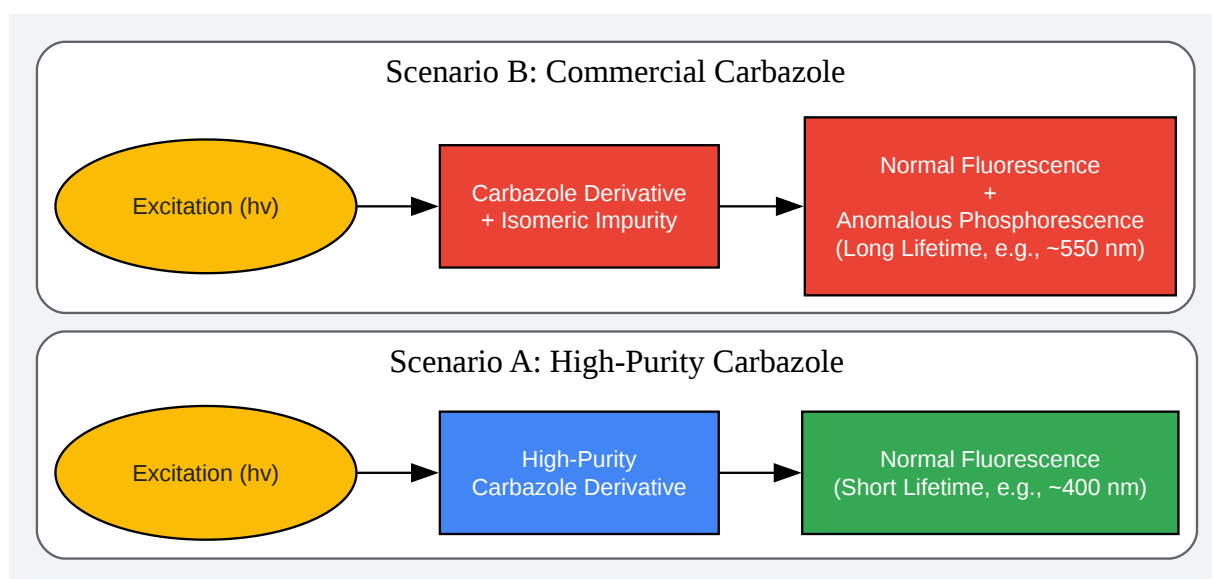 Scenario B: Commercial Carbazole
Excitation (hv)
Carbazole Derivative
+ Isomeric Impurity
Normal Fluorescence
+
Anomalous Phosphorescence
(Long Lifetime, e.g., ~550 nm)
Scenario A: High-Purity Carbazole
Excitation (hv)
High-Purity
Carbazole Derivative
Normal Fluorescence
(Short Lifetime, e.g., ~400 nm)